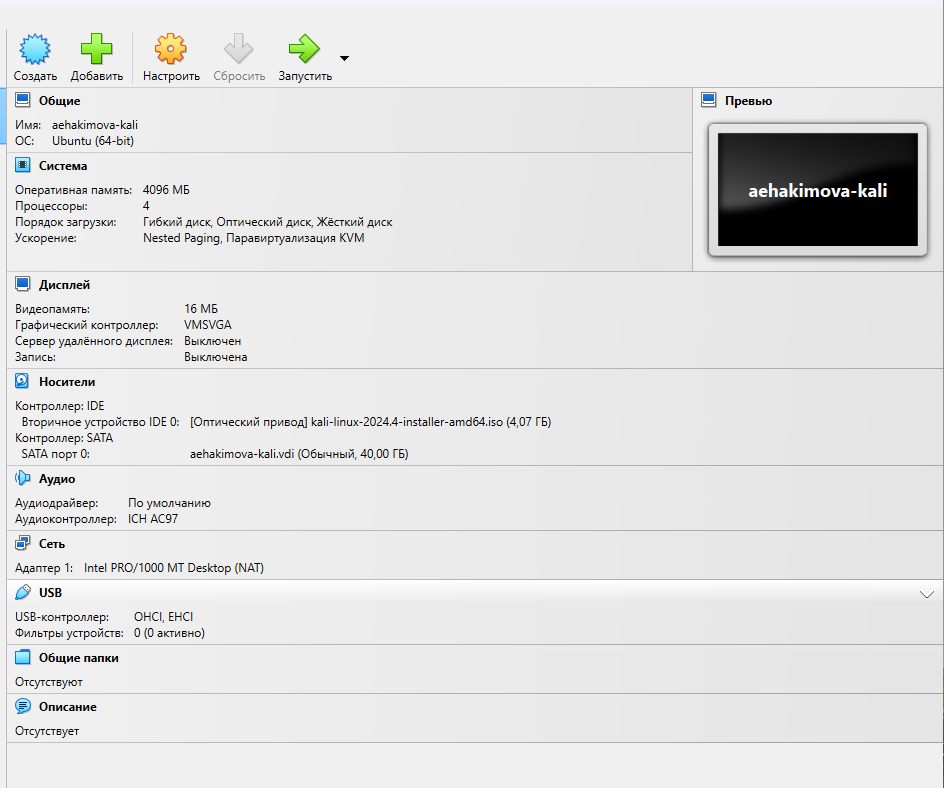 Создать Добавить Настроить Сбросить Запустить
Общие
Имя: aehakimova-kali
ОС: Ubuntu (64-bit)
Превью
aehakimova-kali
Система
Оперативная память: 4096 МБ
Процессоры: 4
Порядок загрузки: Гибкий диск, Оптический диск, Жёсткий диск
Ускорение: Nested Paging, Паравиртуализация KVM
Дисплей
Видеопамять: 16 МБ
Графический контроллер: VMSVGA
Сервер удалённого дисплея: Выключен
Запись: Выключена
Носители
Контроллер: IDE
Вторичное устройство IDE 0: [Оптический привод] kali-linux-2024.4-installer-amd64.iso (4,07 ГБ)
Контроллер: SATA
SATA порт 0: aehakimova-kali.vdi (Обычный, 40,00 ГБ)
Аудио
Аудиодрайвер: По умолчанию
Аудиоконтроллер: ICH AC97
Сеть
Адаптер 1: Intel PRO/1000 MT Desktop (NAT)
USB
USB-контроллер: OHCI, EHCI
Фильтры устройств: 0 (0 активно)
Общие папки
Отсутствуют
Описание
Отсутствует